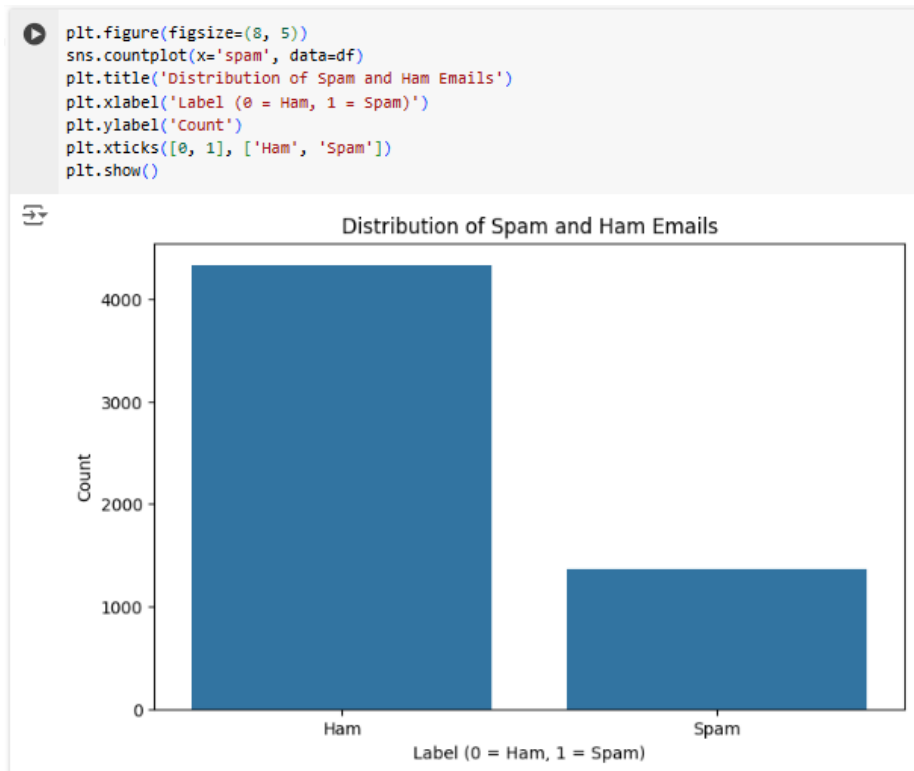 plt.figure(figsize=(8, 5))
sns.countplot(x='spam', data=df)
plt.title('Distribution of Spam and Ham Emails')
plt.xlabel('Label (0 = Ham, 1 = Spam)')
plt.ylabel('Count')
plt.xticks([0, 1], ['Ham', 'Spam'])
plt.show()
Distribution of Spam and Ham Emails
Count
4000
3000
2000
1000
0
Ham Spam
Label (0 = Ham, 1 = Spam)